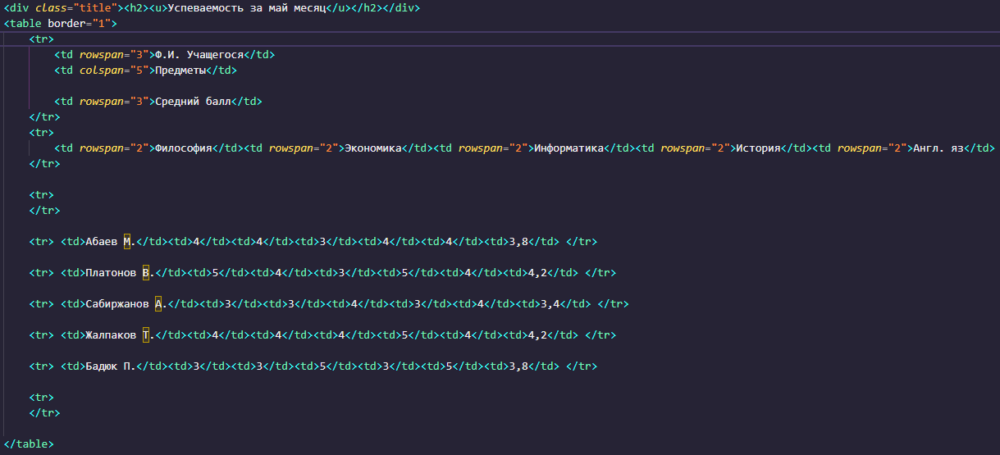 <div class="title"><h2><u>Успеваемость за май месяц</u></h2></div>
<table border="1">
<tr>
<td rowspan="3">Ф.И. Учащегося</td>
<td colspan="5">Предметы</td>
<td rowspan="3">Средний балл</td>
</tr>
<tr>
<td rowspan="2">Философия</td><td rowspan="2">Экономика</td><td rowspan="2">Информатика</td><td rowspan="2">История</td><td rowspan="2">Англ. яз</td>
</tr>
<tr>
</tr>
<tr> <td>Абаев М.</td><td>4</td><td>4</td><td>3</td><td>4</td><td>4</td><td>3,8</td> </tr>
<tr> <td>Платонов В.</td><td>5</td><td>4</td><td>3</td><td>5</td><td>4</td><td>4,2</td> </tr>
<tr> <td>Сабиржанов А.</td><td>3</td><td>3</td><td>4</td><td>3</td><td>4</td><td>3,4</td> </tr>
<tr> <td>Жалпаков Т.</td><td>4</td><td>4</td><td>4</td><td>5</td><td>4</td><td>4,2</td> </tr>
<tr> <td>Бадюк П.</td><td>3</td><td>3</td><td>5</td><td>3</td><td>5</td><td>3,8</td> </tr>
<tr>
</tr>
</table>